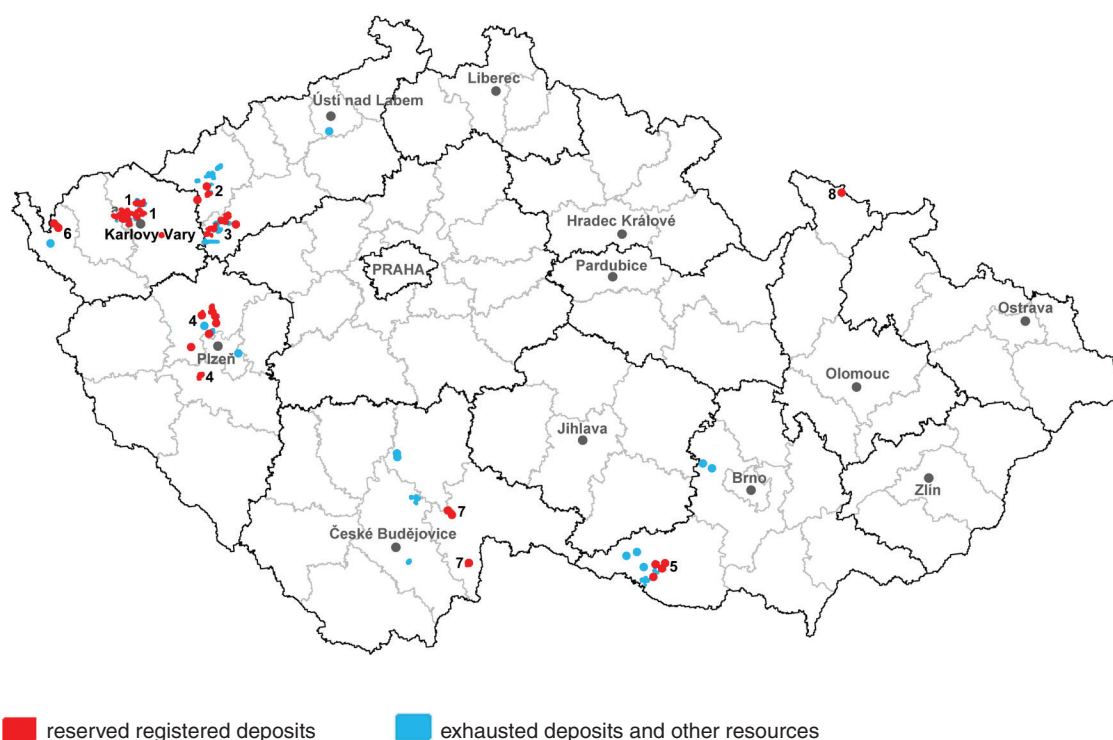 Liberec
Ústí nad Labem
2
8
1
1
Hradec Králové
6
Karlovy Vary
3
PRAHA
Pardubice
Ostrava
4
Plzeň
4
Olomouc
Jihlava
Brno
Zlín
7
České Budějovice
7
5
reserved registered deposits
exhausted deposits and other resources